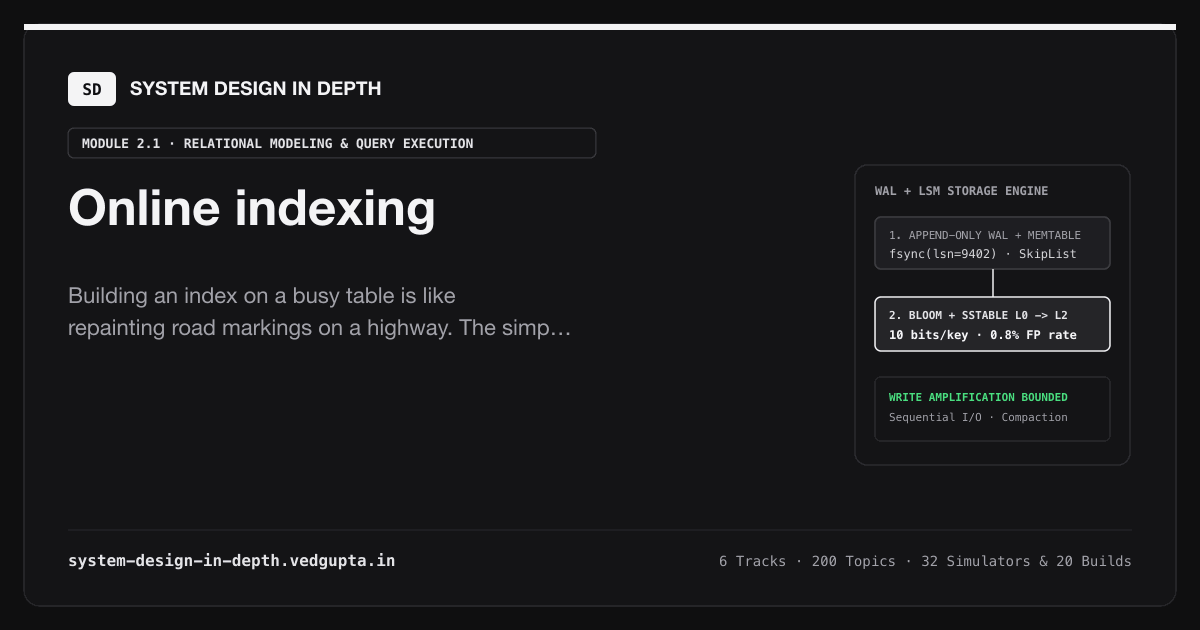 SD
SYSTEM DESIGN IN DEPTH
MODULE 2.1 · RELATIONAL MODELING & QUERY EXECUTION
Online indexing
Building an index on a busy table is like
repainting road markings on a highway. The simp…
WAL + LSM STORAGE ENGINE
1. APPEND-ONLY WAL + MEMTABLE
fsync(lsn=9402) · SkipList
2. BLOOM + SSTABLE L0 -> L2
10 bits/key · 0.8% FP rate
WRITE AMPLIFICATION BOUNDED
Sequential I/O · Compaction
system-design-in-depth.vedgupta.in
6 Tracks · 200 Topics · 32 Simulators & 20 Builds